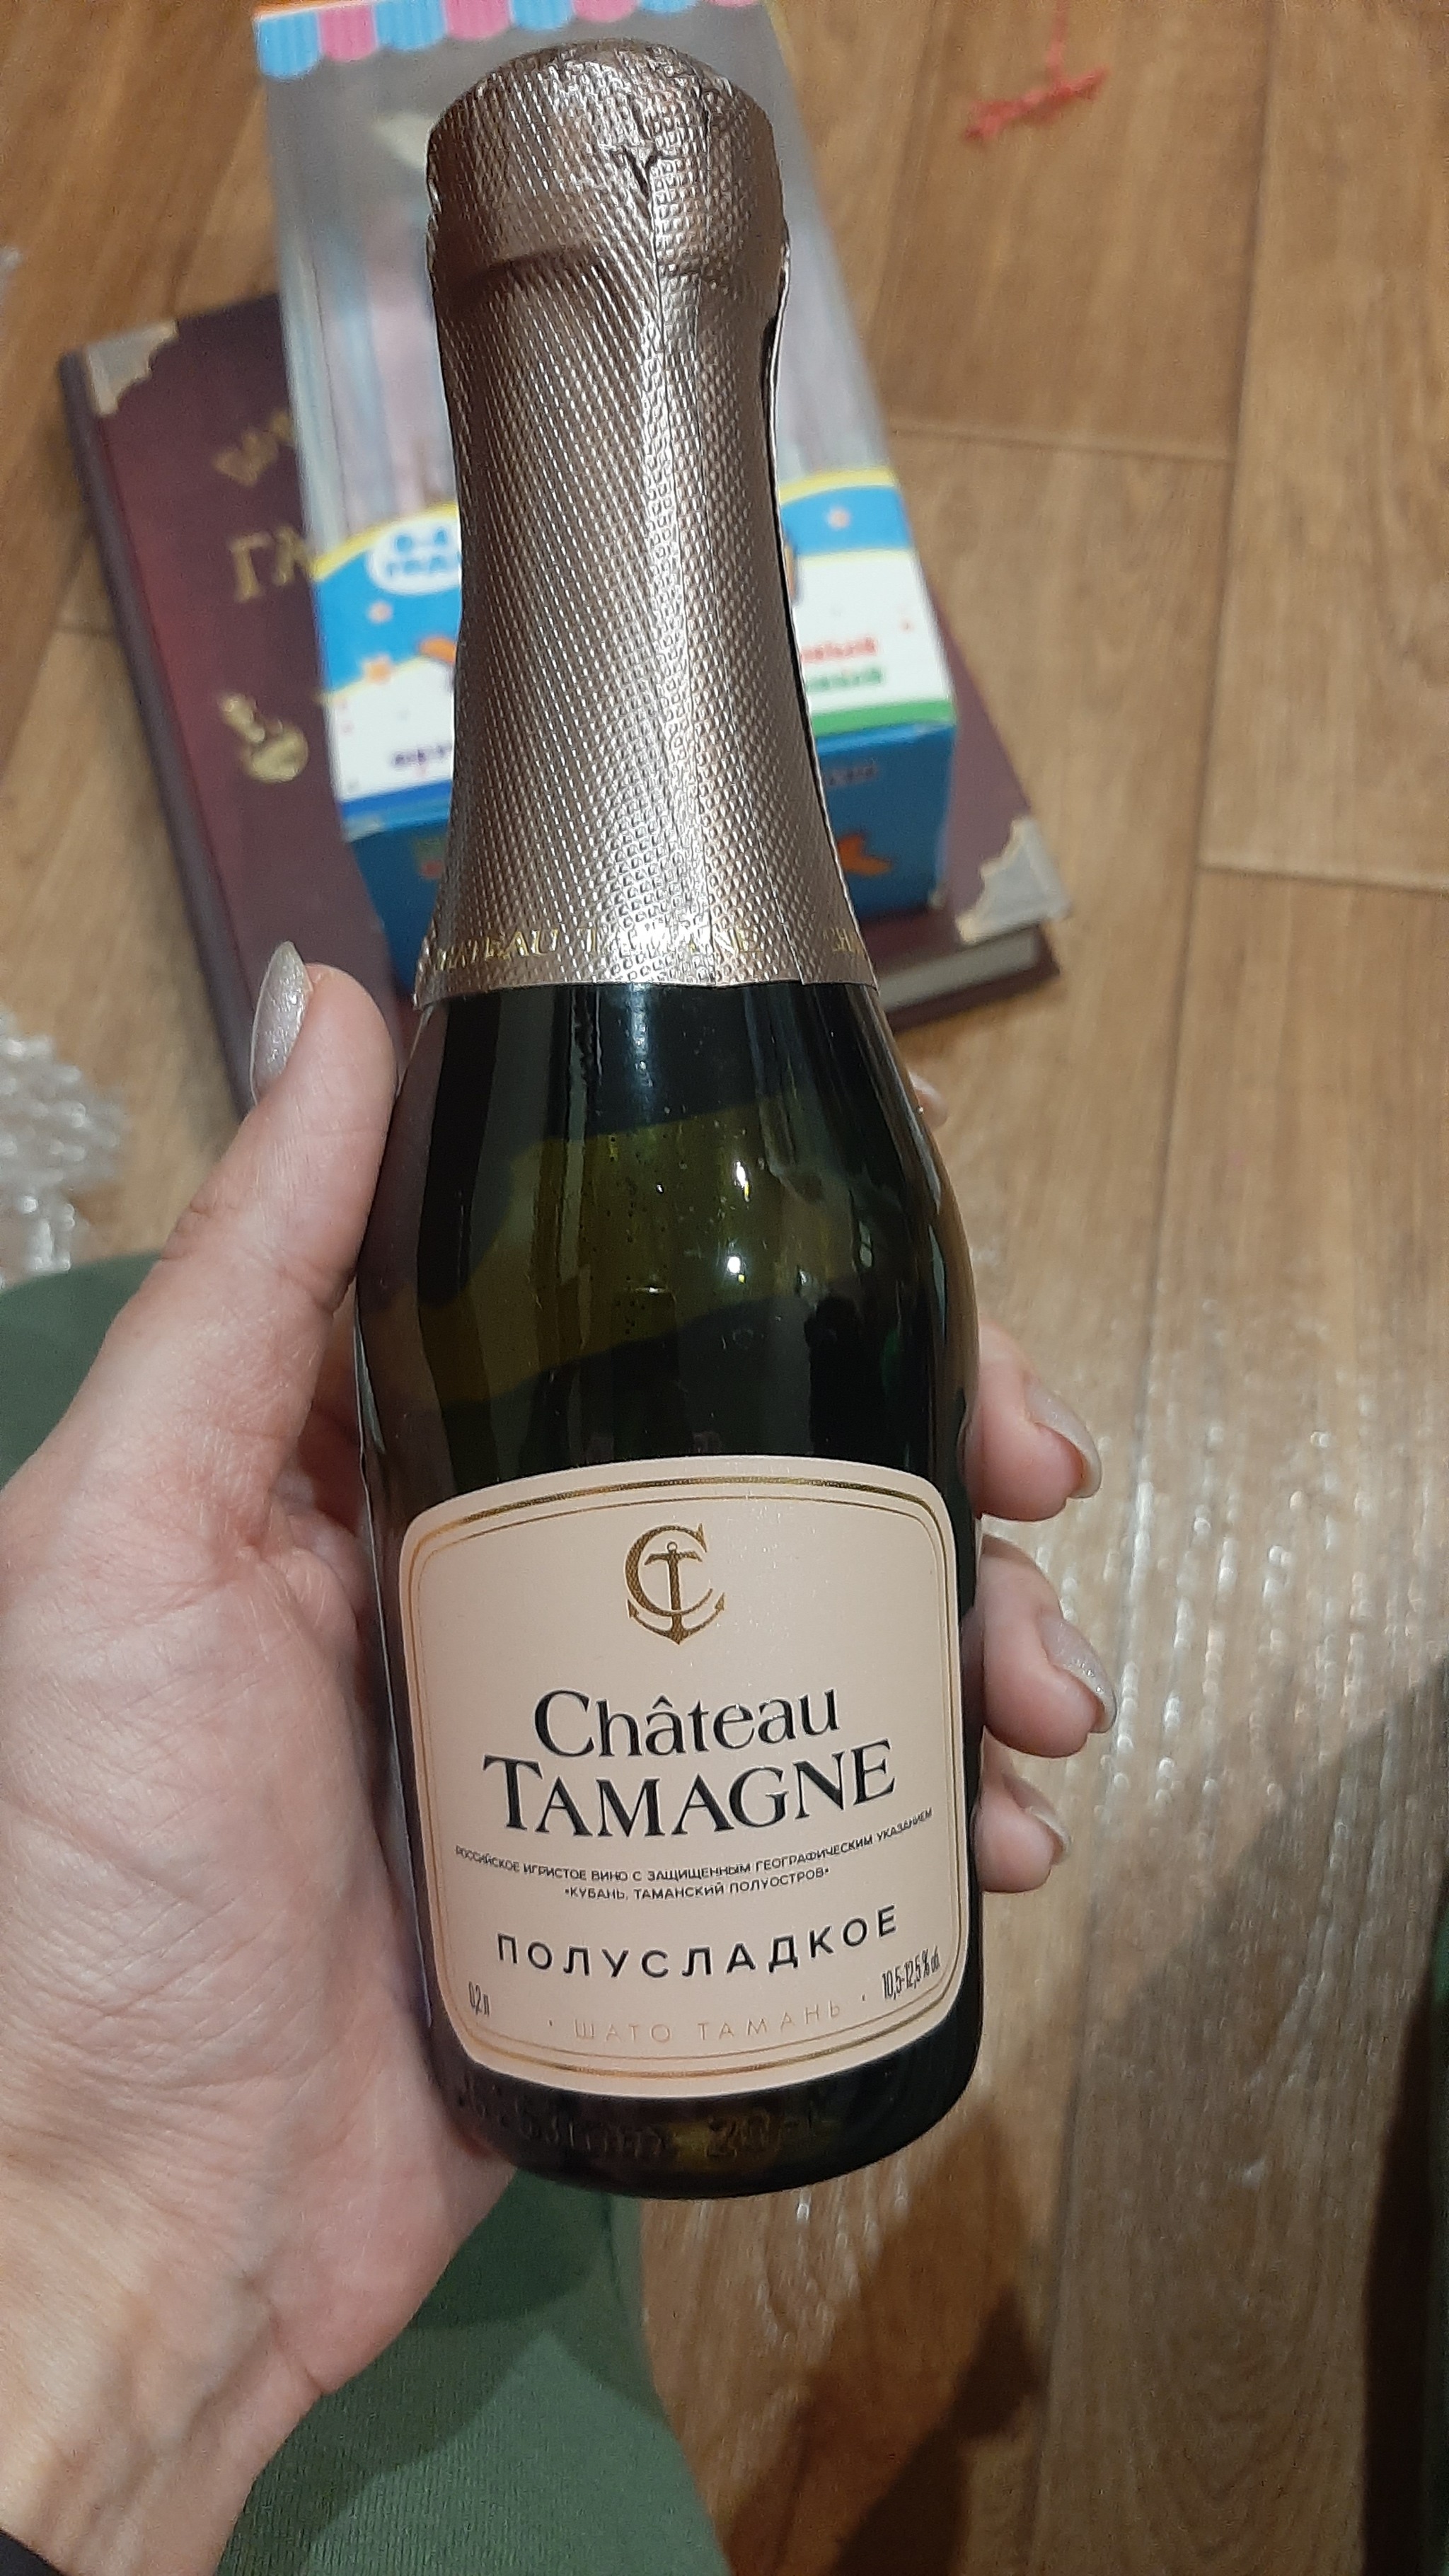 CHATEAU TAMAGNE
CT
Château
TAMAGNE
РОССИЙСКОЕ ИГРИСТОЕ ВИНО С ЗАЩИЩЕННЫМ ГЕОГРАФИЧЕСКИМ УКАЗАНИЕМ
«КУБАНЬ. ТАМАНСКИЙ ПОЛУОСТРОВ»
ПОЛУСЛАДКОЕ
0,2 л
10,5-12,5 % об.
· ШАТО ТАМАНЬ ·